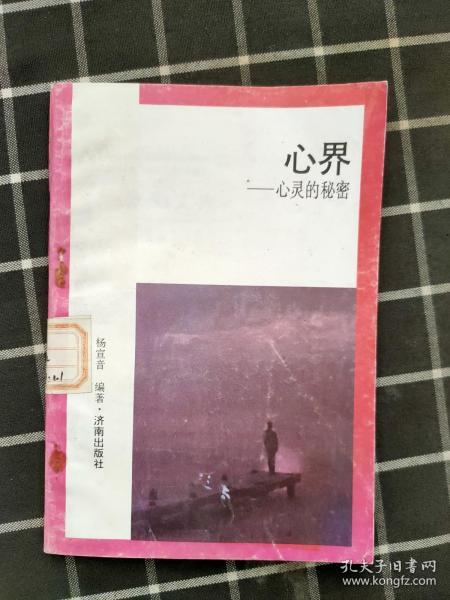 心界
——心灵的秘密
杨宣音 编著·济南出版社
孔夫子旧书网
www.kongfz.com